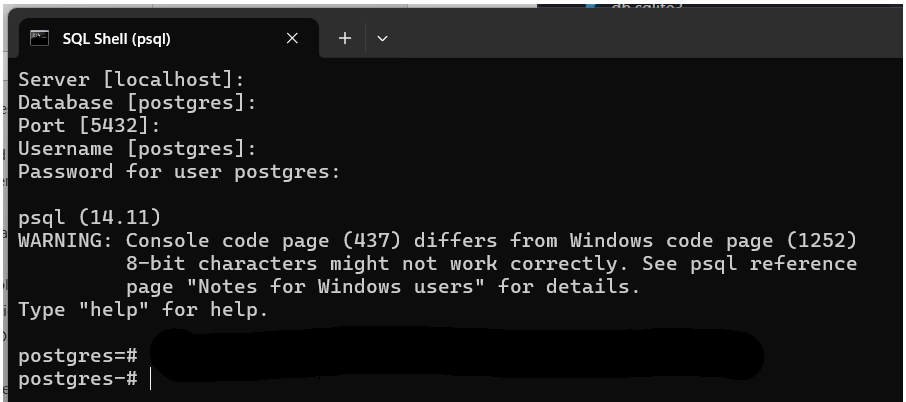 db.sqlite3
SQL Shell (psql)
Server [localhost]:
Database [postgres]:
Port [5432]:
Username [postgres]:
Password for user postgres:
psql (14.11)
WARNING: Console code page (437) differs from Windows code page (1252)
8-bit characters might not work correctly. See psql reference
page "Notes for Windows users" for details.
Type "help" for help.
postgres=#
postgres-#